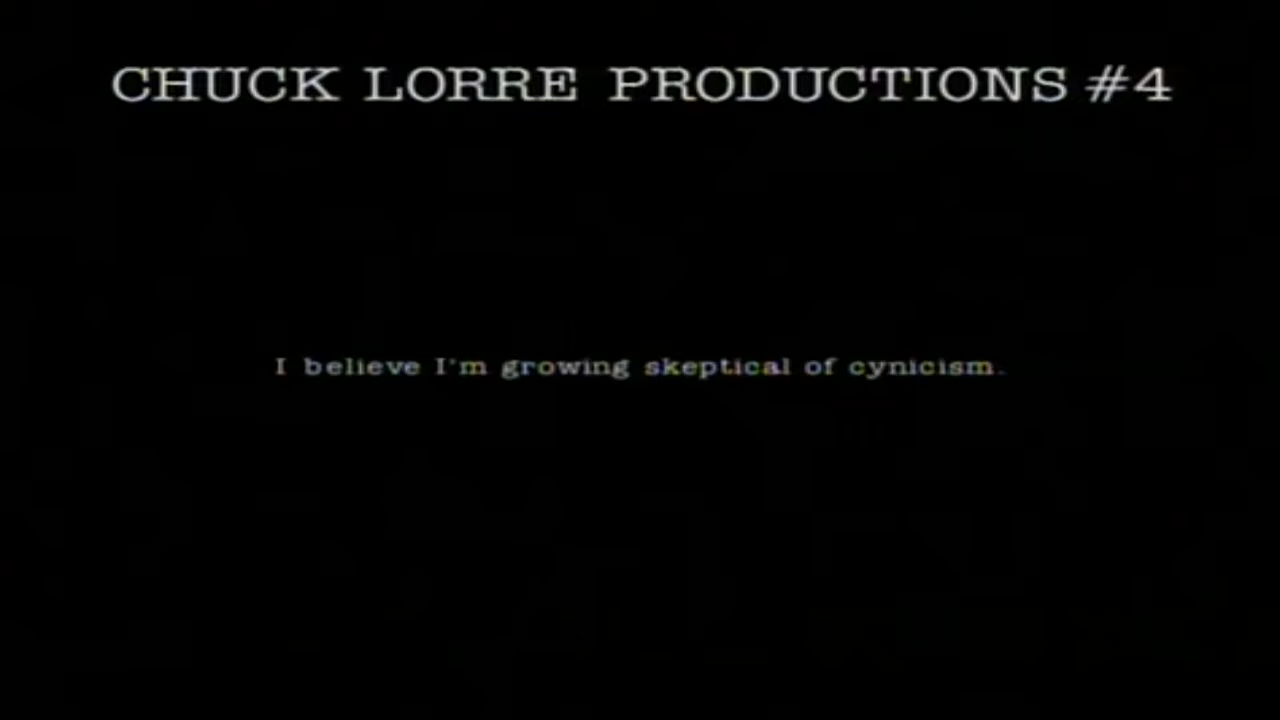 CHUCK LORRE PRODUCTIONS #4
I believe I'm growing skeptical of cynicism.